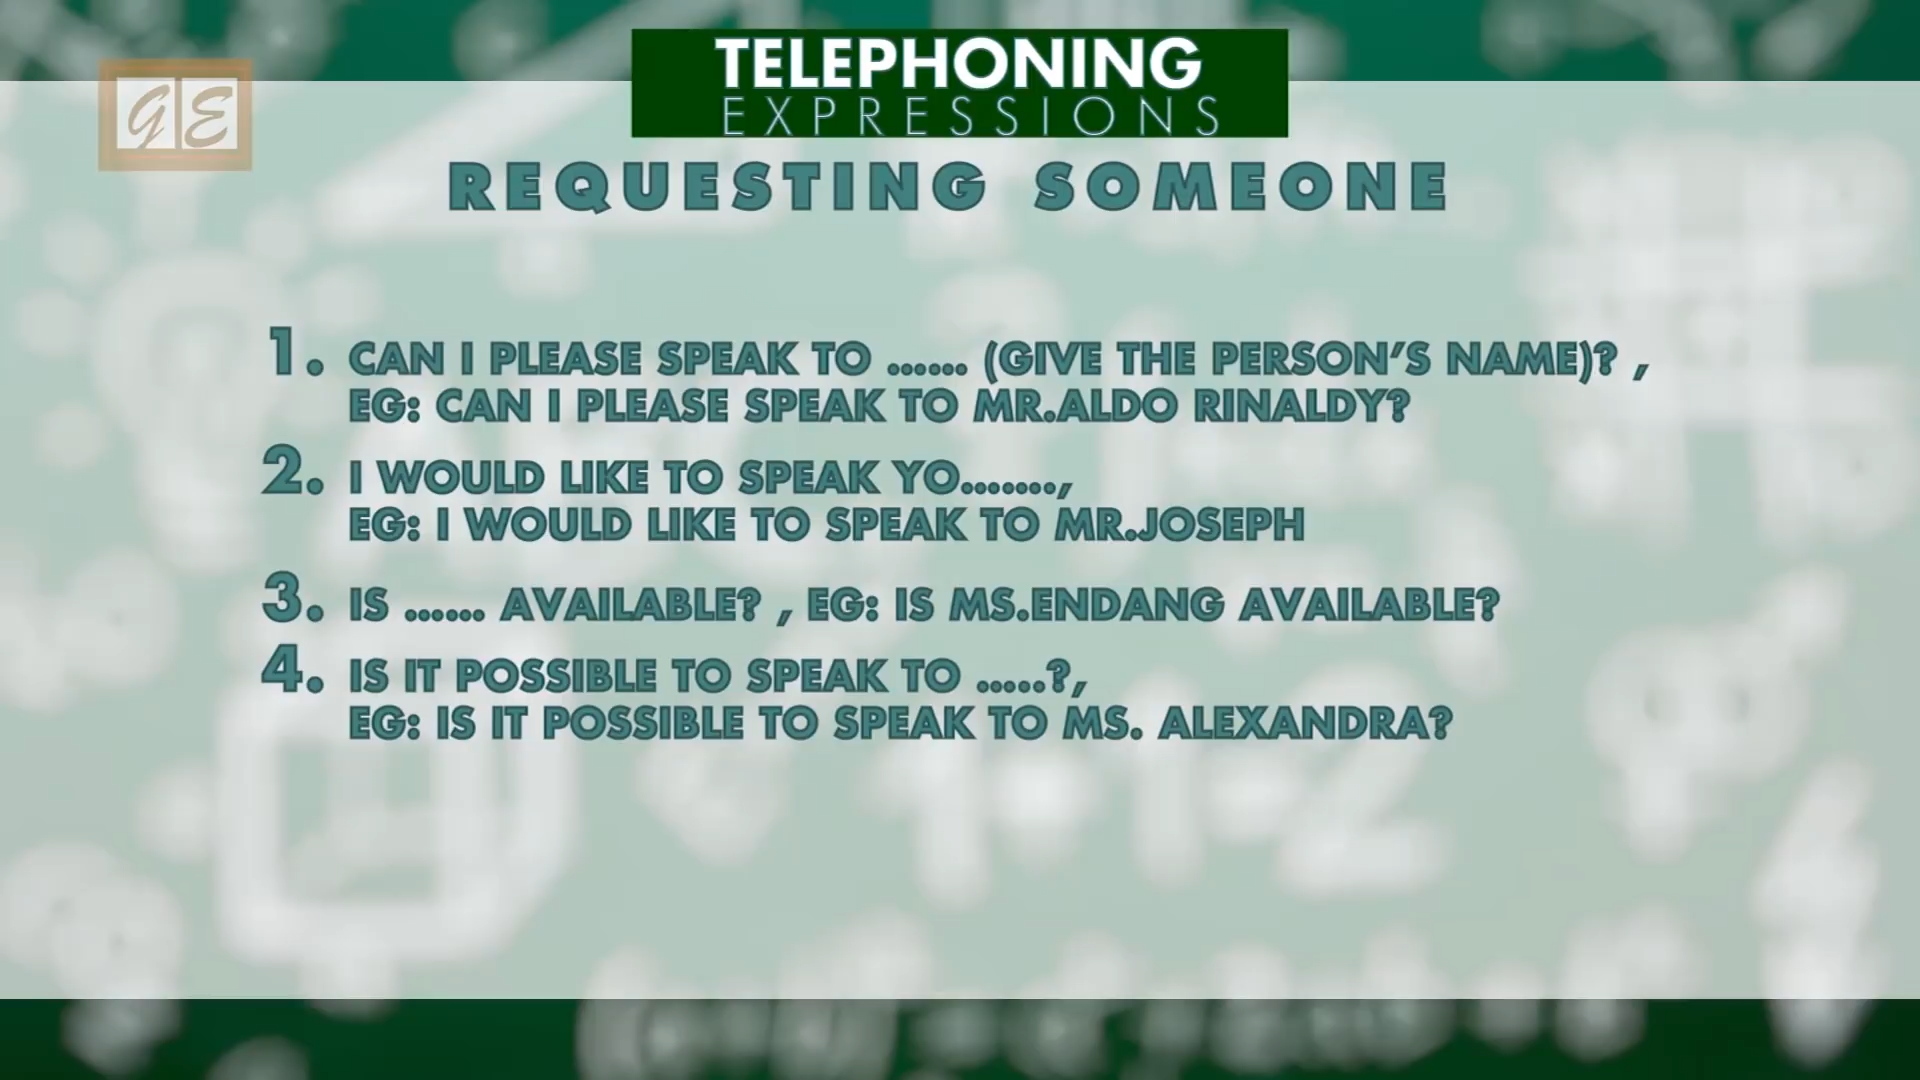 GE
TELEPHONING
EXPRESSIONS
REQUESTING SOMEONE
1. CAN I PLEASE SPEAK TO ...... (GIVE THE PERSON'S NAME)? ,
EG: CAN I PLEASE SPEAK TO MR.ALDO RINALDY?
2. I WOULD LIKE TO SPEAK YO.......,
EG: I WOULD LIKE TO SPEAK TO MR.JOSEPH
3. IS ...... AVAILABLE? , EG: IS MS.ENDANG AVAILABLE?
4. IS IT POSSIBLE TO SPEAK TO .....?,
EG: IS IT POSSIBLE TO SPEAK TO MS. ALEXANDRA?